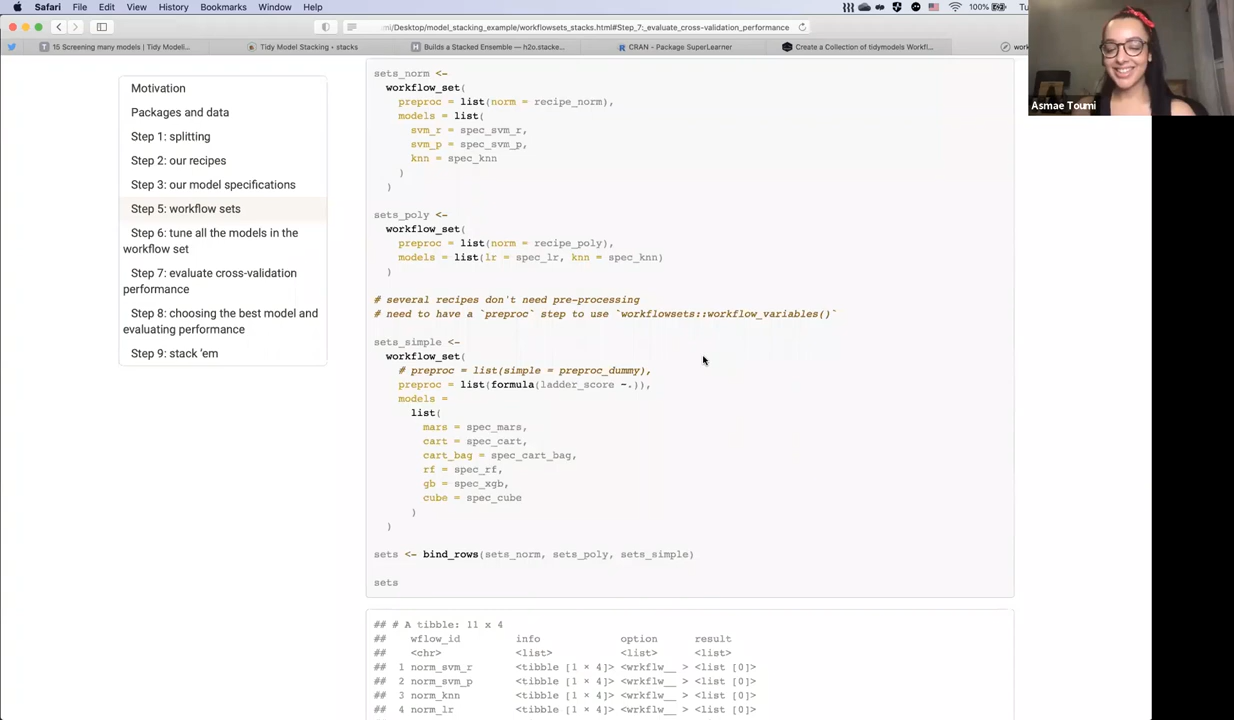 Safari File Edit View History Bookmarks Window Help 100%
/Desktop/model_stacking_example/workflowsets_stacks.html#Step_7:_evaluate_cross-validation_performance
15 Screening many models | Tidy Model... Tidy Model Stacking • stacks Builds a Stacked Ensemble — h2o.stacke... CRAN - Package SuperLearner Create a Collection of tidymodels Workfl...
Asmae Toumi
Motivation
Packages and data
Step 1: splitting
Step 2: our recipes
Step 3: our model specifications
Step 5: workflow sets
Step 6: tune all the models in the
workflow set
Step 7: evaluate cross-validation
performance
Step 8: choosing the best model and
evaluating performance
Step 9: stack 'em
sets_norm <-
workflow_set(
preproc = list(norm = recipe_norm),
models = list(
svm_r = spec_svm_r,
svm_p = spec_svm_p,
knn = spec_knn
)
)
sets_poly <-
workflow_set(
preproc = list(norm = recipe_poly),
models = list(lr = spec_lr, knn = spec_knn)
)
# several recipes don't need pre-processing
# need to have a `preproc` step to use `workflowsets::workflow_variables()`
sets_simple <-
workflow_set(
# preproc = list(simple = preproc_dummy),
preproc = list(formula(ladder_score ~.)),
models =
list(
mars = spec_mars,
cart = spec_cart,
cart_bag = spec_cart_bag,
rf = spec_rf,
gb = spec_xgb,
cube = spec_cube
)
)
sets <- bind_rows(sets_norm, sets_poly, sets_simple)
sets
## # A tibble: 11 x 4
## wflow_id info option result
## <chr> <list> <list> <list>
## 1 norm_svm_r <tibble [1 × 4]> <wrkflw__ > <list [0]>
## 2 norm_svm_p <tibble [1 × 4]> <wrkflw__ > <list [0]>
## 3 norm_knn <tibble [1 × 4]> <wrkflw__ > <list [0]>
## 4 norm_lr <tibble [1 × 4]> <wrkflw__ > <list [0]>